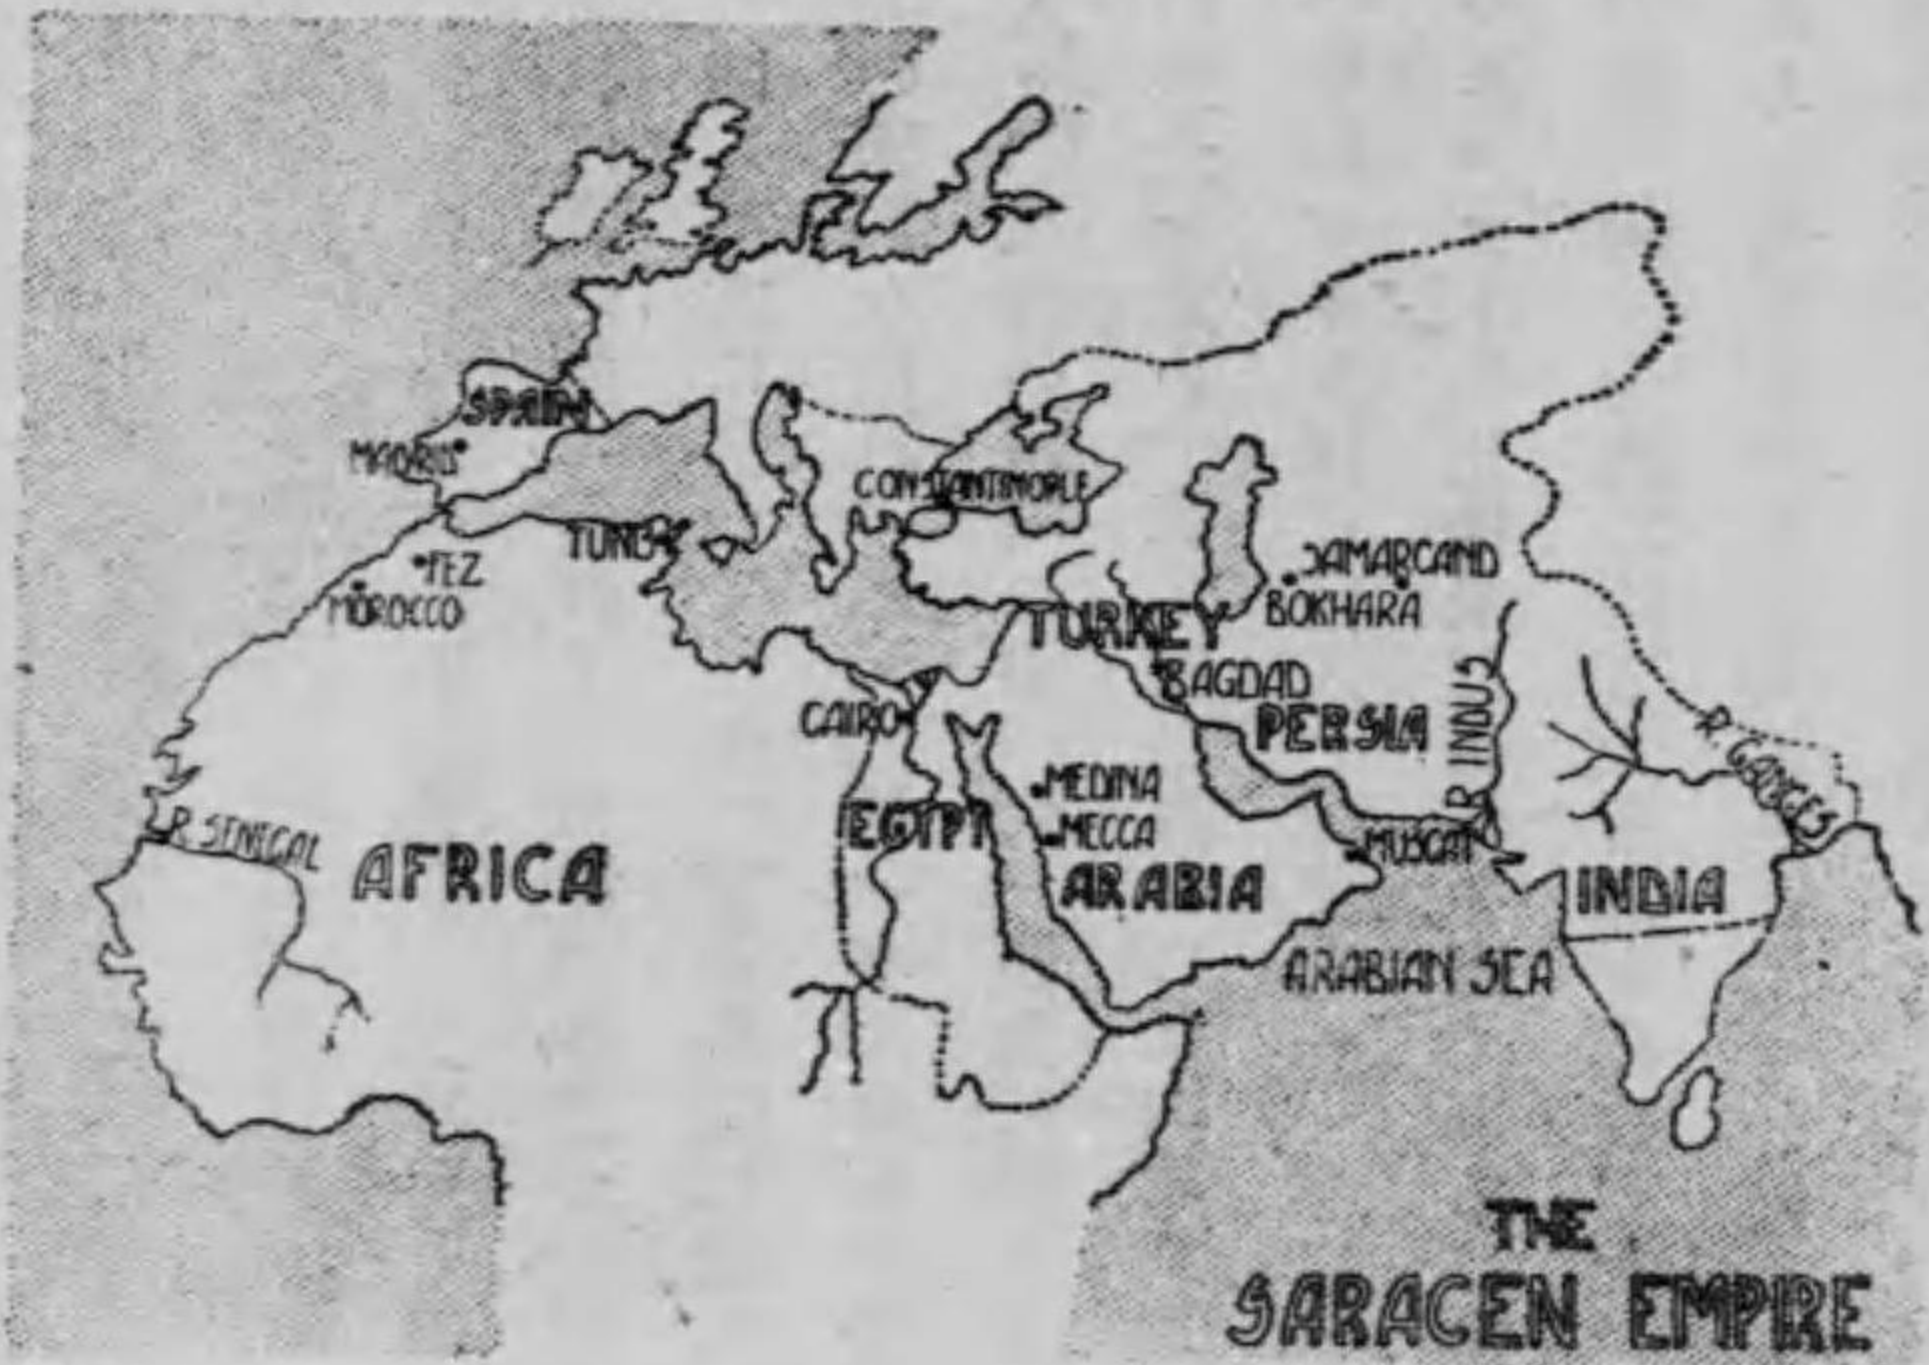 SPAIN
MADRID
CONSTANTINOPLE
TUNIS
FEZ
MOROCCO
SAMARCAND
BOKHARA
TURKEY
BAGDAD
PERSIA
R INDUS
CAIRO
R. GANGES
MEDINA
EGYPT
MECCA
MUSCAT
R. SENEGAL
AFRICA
ARABIA
INDIA
ARABIAN SEA
THE
SARACEN EMPIRE